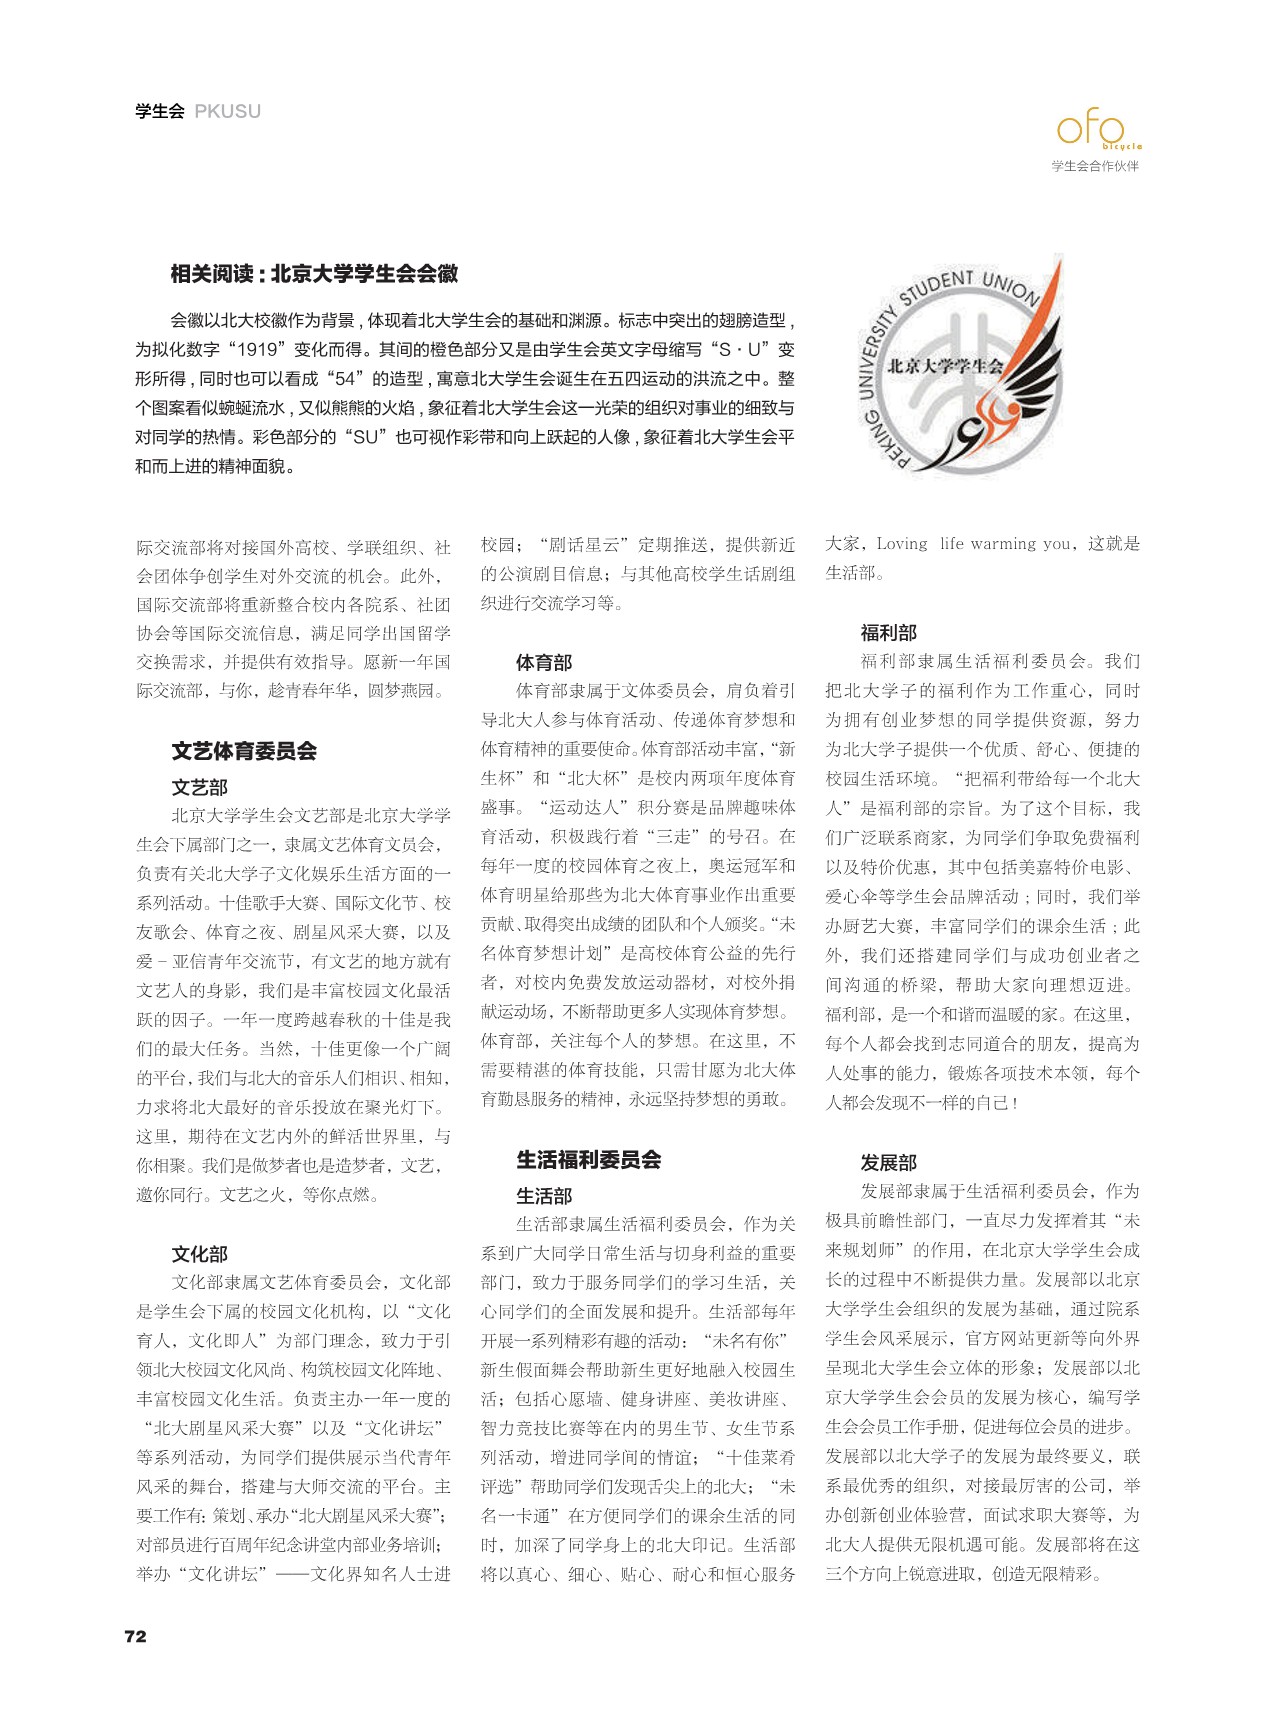 学生会 PKUSU
ofo
bicycle
学生会合作伙伴
相关阅读：北京大学学生会会徽
会徽以北大校徽作为背景，体现着北大学生会的基础和渊源。标志中突出的翅膀造型，
为拟化数字“1919”变化而得。其间的橙色部分又是由学生会英文字母缩写“S·U”变
形所得，同时也可以看成“54”的造型，寓意北大学生会诞生在五四运动的洪流之中。整
个图案看似蜿蜒流水，又似熊熊的火焰，象征着北大学生会这一光荣的组织对事业的细致与
对同学的热情。彩色部分的“SU”也可视作彩带和向上跃起的人像，象征着北大学生会平
和而上进的精神面貌。
PEKING UNIVERSITY STUDENT UNION
北京大学学生会
际交流部将对接国外高校、学联组织、社
会团体争创学生对外交流的机会。此外，
国际交流部将重新整合校内各院系、社团
协会等国际交流信息，满足同学出国留学
交换需求，并提供有效指导。愿新一年国
际交流部，与你，趁青春年华，圆梦燕园。
文艺体育委员会
文艺部
北京大学学生会文艺部是北京大学学
生会下属部门之一，隶属文艺体育文员会，
负责有关北大学子文化娱乐生活方面的一
系列活动。十佳歌手大赛、国际文化节、校
友歌会、体育之夜、剧星风采大赛，以及
爱－亚信青年交流节，有文艺的地方就有
文艺人的身影，我们是丰富校园文化最活
跃的因子。一年一度跨越春秋的十佳是我
们的最大任务。当然，十佳更像一个广阔
的平台，我们与北大的音乐人们相识、相知，
力求将北大最好的音乐投放在聚光灯下。
这里，期待在文艺内外的鲜活世界里，与
你相聚。我们是做梦者也是造梦者，文艺，
邀你同行。文艺之火，等你点燃。
文化部
文化部隶属文艺体育委员会，文化部
是学生会下属的校园文化机构，以“文化
育人，文化即人”为部门理念，致力于引
领北大校园文化风尚、构筑校园文化阵地、
丰富校园文化生活。负责主办一年一度的
“北大剧星风采大赛”以及“文化讲坛”
等系列活动，为同学们提供展示当代青年
风采的舞台，搭建与大师交流的平台。主
要工作有：策划、承办“北大剧星风采大赛”；
对部员进行百周年纪念讲堂内部业务培训；
举办“文化讲坛”——文化界知名人士进
校园；“剧话星云”定期推送，提供新近
的公演剧目信息；与其他高校学生话剧组
织进行交流学习等。
体育部
体育部隶属于文体委员会，肩负着引
导北大人参与体育活动、传递体育梦想和
体育精神的重要使命。体育部活动丰富，“新
生杯”和“北大杯”是校内两项年度体育
盛事。“运动达人”积分赛是品牌趣味体
育活动，积极践行着“三走”的号召。在
每年一度的校园体育之夜上，奥运冠军和
体育明星给那些为北大体育事业作出重要
贡献、取得突出成绩的团队和个人颁奖。“未
名体育梦想计划”是高校体育公益的先行
者，对校内免费发放运动器材，对校外捐
献运动场，不断帮助更多人实现体育梦想。
体育部，关注每个人的梦想。在这里，不
需要精湛的体育技能，只需甘愿为北大体
育勤恳服务的精神，永远坚持梦想的勇敢。
生活福利委员会
生活部
生活部隶属生活福利委员会，作为关
系到广大同学日常生活与切身利益的重要
部门，致力于服务同学们的学习生活，关
心同学们的全面发展和提升。生活部每年
开展一系列精彩有趣的活动：“未名有你”
新生假面舞会帮助新生更好地融入校园生
活；包括心愿墙、健身讲座、美妆讲座、
智力竞技比赛等在内的男生节、女生节系
列活动，增进同学间的情谊；“十佳菜肴
评选”帮助同学们发现舌尖上的北大；“未
名一卡通”在方便同学们的课余生活的同
时，加深了同学身上的北大印记。生活部
将以真心、细心、贴心、耐心和恒心服务
大家，Loving life warming you，这就是
生活部。
福利部
福利部隶属生活福利委员会。我们
把北大学子的福利作为工作重心，同时
为拥有创业梦想的同学提供资源，努力
为北大学子提供一个优质、舒心、便捷的
校园生活环境。“把福利带给每一个北大
人”是福利部的宗旨。为了这个目标，我
们广泛联系商家，为同学们争取免费福利
以及特价优惠，其中包括美嘉特价电影、
爱心伞等学生会品牌活动；同时，我们举
办厨艺大赛，丰富同学们的课余生活；此
外，我们还搭建同学们与成功创业者之
间沟通的桥梁，帮助大家向理想迈进。
福利部，是一个和谐而温暖的家。在这里，
每个人都会找到志同道合的朋友，提高为
人处事的能力，锻炼各项技术本领，每个
人都会发现不一样的自己！
发展部
发展部隶属于生活福利委员会，作为
极具前瞻性部门，一直尽力发挥着其“未
来规划师”的作用，在北京大学学生会成
长的过程中不断提供力量。发展部以北京
大学学生会组织的发展为基础，通过院系
学生会风采展示，官方网站更新等向外界
呈现北大学生会立体的形象；发展部以北
京大学学生会会员的发展为核心，编写学
生会会员工作手册，促进每位会员的进步。
发展部以北大学子的发展为最终要义，联
系最优秀的组织，对接最厉害的公司，举
办创新创业体验营，面试求职大赛等，为
北大人提供无限机遇可能。发展部将在这
三个方向上锐意进取，创造无限精彩。
72